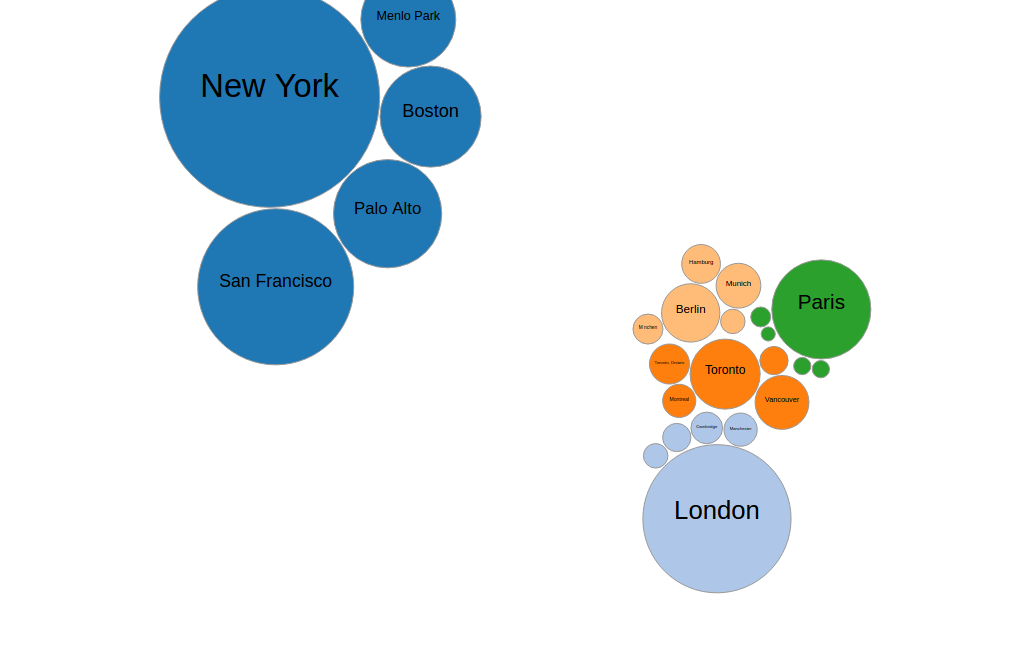 Menlo Park
New York
Boston
Palo Alto
San Francisco
Hamburg
Munich
Paris
Berlin
M nchen
Toronto, Ontario
Toronto
Montreal
Vancouver
Cambridge
Manchester
London